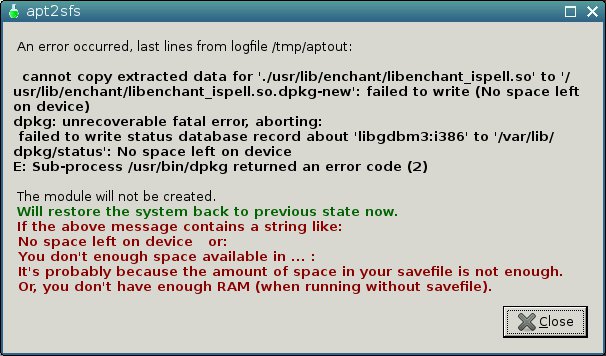 apt2sfs
An error occurred, last lines from logfile /tmp/aptout:
cannot copy extracted data for './usr/lib/enchant/libenchant_ispell.so' to '/
usr/lib/enchant/libenchant_ispell.so.dpkg-new': failed to write (No space left
on device)
dpkg: unrecoverable fatal error, aborting:
failed to write status database record about 'libgdbm3:i386' to '/var/lib/
dpkg/status': No space left on device
E: Sub-process /usr/bin/dpkg returned an error code (2)
The module will not be created.
Will restore the system back to previous state now.
If the above message contains a string like:
No space left on device   or:
You don't enough space available in ... :
It's probably because the amount of space in your savefile is not enough.
Or, you don't have enough RAM (when running without savefile).
Close